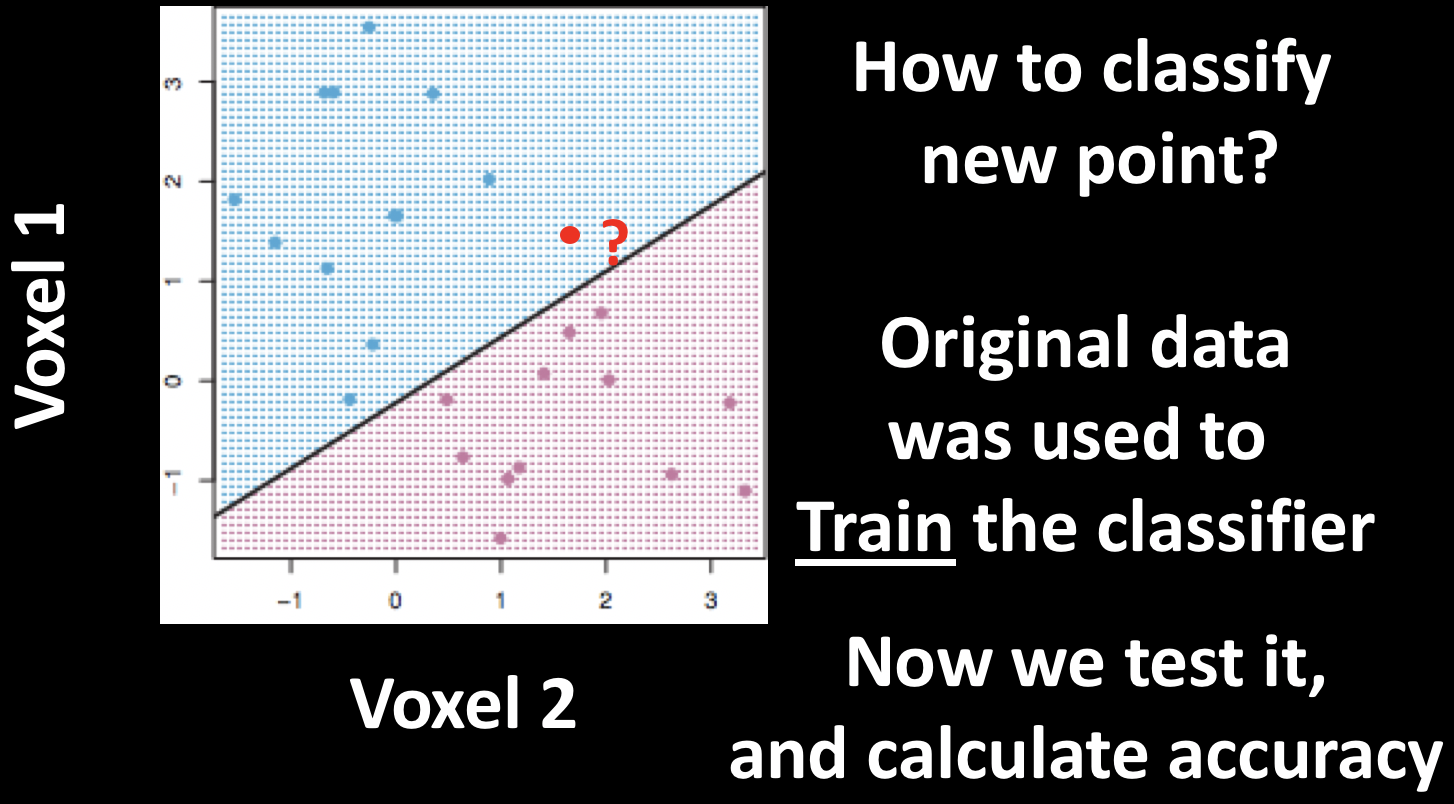 Voxel 1
3
2
1
0
−1
?
−1 0 1 2 3
Voxel 2
How to classify
new point?
Original data
was used to
Train the classifier
Now we test it,
and calculate accuracy